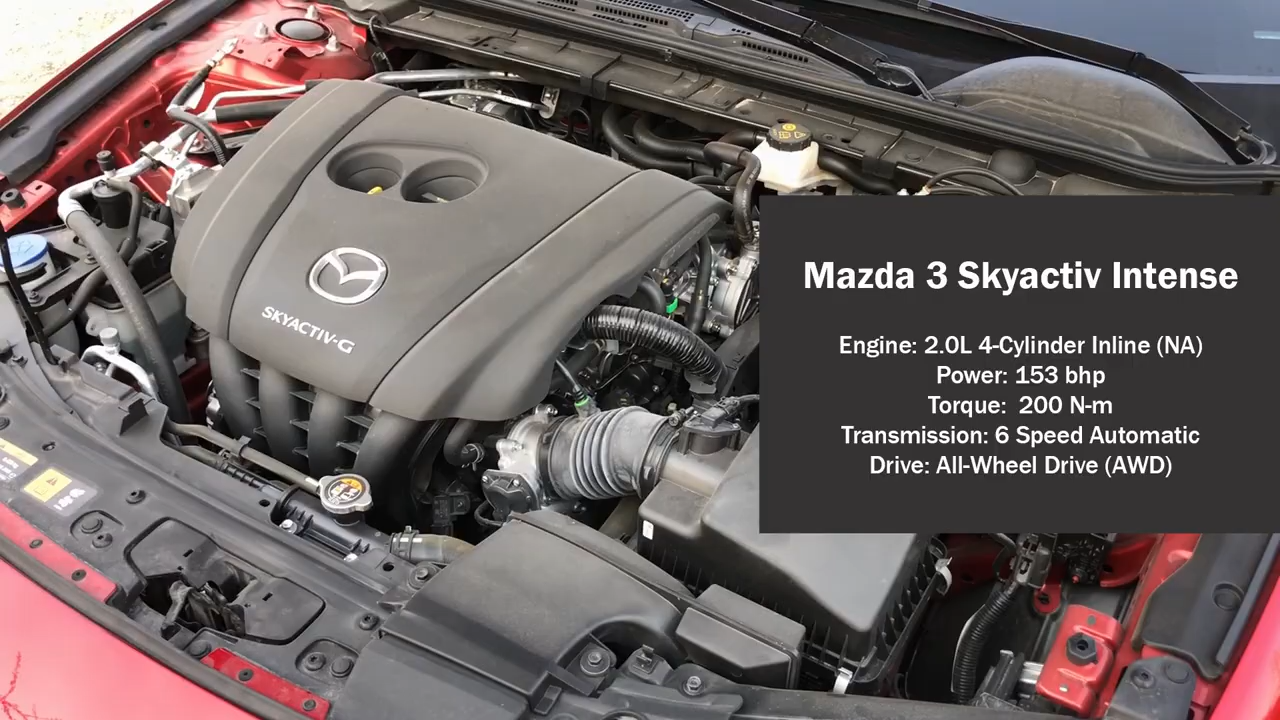 SKYACTIV-G
Mazda 3 Skyactiv Intense
Engine: 2.0L 4-Cylinder Inline (NA)
Power: 153 bhp
Torque: 200 N-m
Transmission: 6 Speed Automatic
Drive: All-Wheel Drive (AWD)